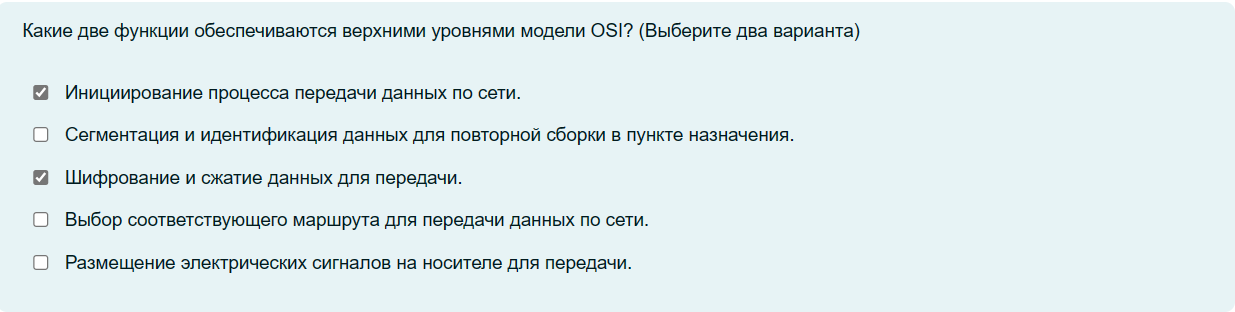 Какие две функции обеспечиваются верхними уровнями модели OSI? (Выберите два варианта)
Инициирование процесса передачи данных по сети.
Сегментация и идентификация данных для повторной сборки в пункте назначения.
Шифрование и сжатие данных для передачи.
Выбор соответствующего маршрута для передачи данных по сети.
Размещение электрических сигналов на носителе для передачи.